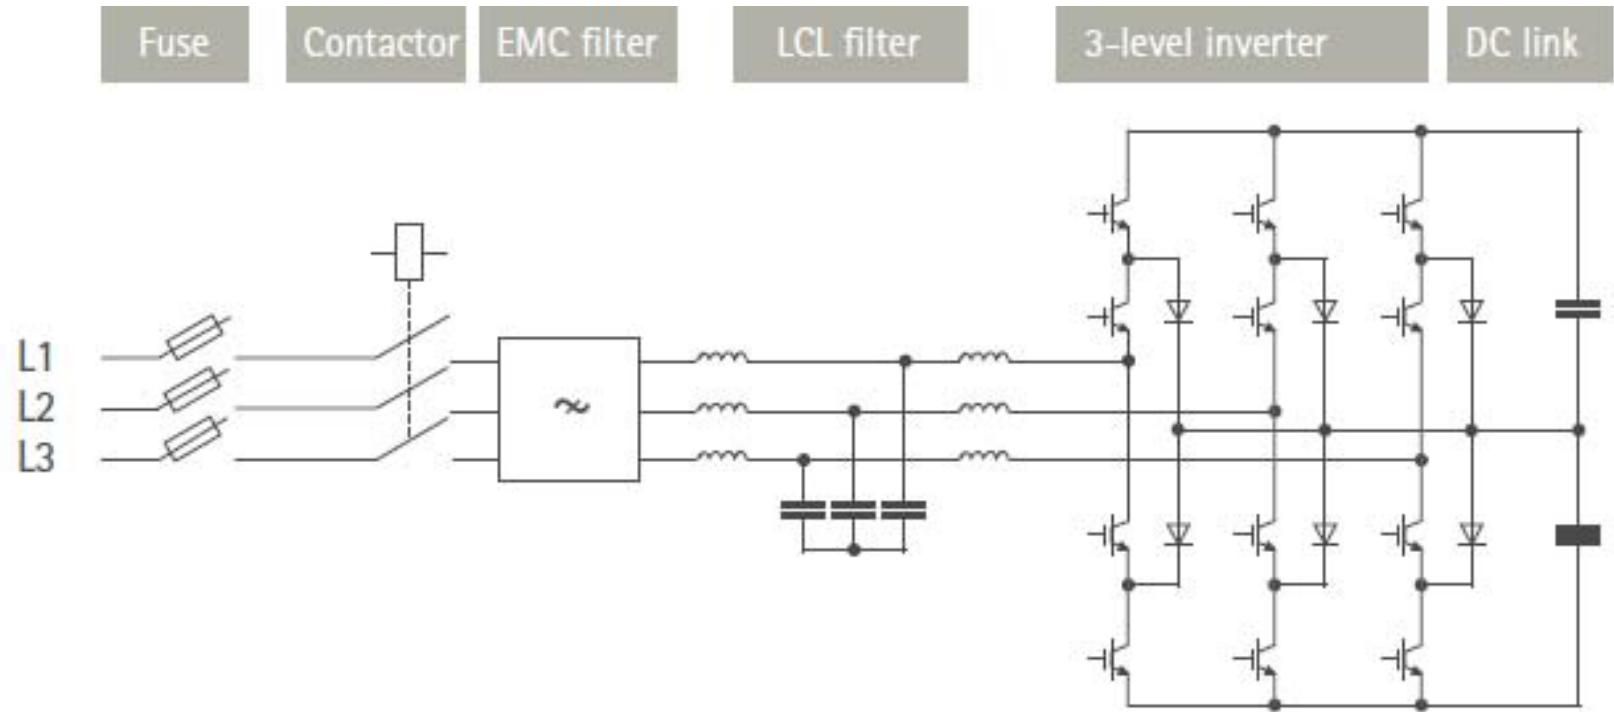 Fuse
Contactor
EMC filter
LCL filter
3-level inverter
DC link
L1
L2
L3